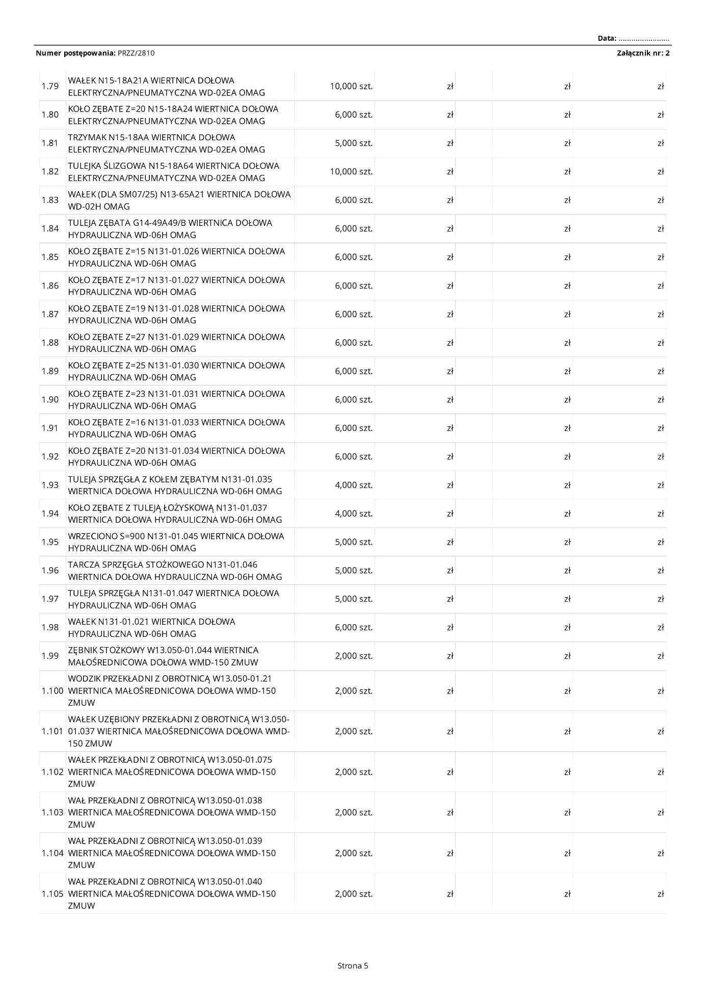 Data: ........................
Numer postępowania: PRZZ/2810 Załącznik nr: 2
WAŁEK N15-18A21A WIERTNICA DOŁOWA
1.79 10,000 szt. zł zł zł
ELEKTRYCZNA/PNEUMATYCZNA WD-02EA OMAG
KOŁO ZĘBATE Z=20 N15-18A24 WIERTNICA DOŁOWA
1.80 6,000 szt. zł zł zł
ELEKTRYCZNA/PNEUMATYCZNA WD-02EA OMAG
TRZYMAK N15-18AA WIERTNICA DOŁOWA
1.81 5,000 szt. zł zł zł
ELEKTRYCZNA/PNEUMATYCZNA WD-02EA OMAG
TULEJKA ŚLIZGOWA N15-18A64 WIERTNICA DOŁOWA
1.82 10,000 szt. zł zł zł
ELEKTRYCZNA/PNEUMATYCZNA WD-02EA OMAG
WAŁEK (DLA SM07/25) N13-65A21 WIERTNICA DOŁOWA
1.83 6,000 szt. zł zł zł
WD-02H OMAG
TULEJA ZĘBATA G14-49A49/B WIERTNICA DOŁOWA
1.84 6,000 szt. zł zł zł
HYDRAULICZNA WD-06H OMAG
KOŁO ZĘBATE Z=15 N131-01.026 WIERTNICA DOŁOWA
1.85 6,000 szt. zł zł zł
HYDRAULICZNA WD-06H OMAG
KOŁO ZĘBATE Z=17 N131-01.027 WIERTNICA DOŁOWA
1.86 6,000 szt. zł zł zł
HYDRAULICZNA WD-06H OMAG
KOŁO ZĘBATE Z=19 N131-01.028 WIERTNICA DOŁOWA
1.87 6,000 szt. zł zł zł
HYDRAULICZNA WD-06H OMAG
KOŁO ZĘBATE Z=27 N131-01.029 WIERTNICA DOŁOWA
1.88 6,000 szt. zł zł zł
HYDRAULICZNA WD-06H OMAG
KOŁO ZĘBATE Z=25 N131-01.030 WIERTNICA DOŁOWA
1.89 6,000 szt. zł zł zł
HYDRAULICZNA WD-06H OMAG
KOŁO ZĘBATE Z=23 N131-01.031 WIERTNICA DOŁOWA
1.90 6,000 szt. zł zł zł
HYDRAULICZNA WD-06H OMAG
KOŁO ZĘBATE Z=16 N131-01.033 WIERTNICA DOŁOWA
1.91 6,000 szt. zł zł zł
HYDRAULICZNA WD-06H OMAG
KOŁO ZĘBATE Z=20 N131-01.034 WIERTNICA DOŁOWA
1.92 6,000 szt. zł zł zł
HYDRAULICZNA WD-06H OMAG
TULEJA SPRZĘGŁA Z KOŁEM ZĘBATYM N131-01.035
1.93 4,000 szt. zł zł zł
WIERTNICA DOŁOWA HYDRAULICZNA WD-06H OMAG
KOŁO ZĘBATE Z TULEJĄ ŁOŻYSKOWĄ N131-01.037
1.94 4,000 szt. zł zł zł
WIERTNICA DOŁOWA HYDRAULICZNA WD-06H OMAG
WRZECIONO S=900 N131-01.045 WIERTNICA DOŁOWA
1.95 5,000 szt. zł zł zł
HYDRAULICZNA WD-06H OMAG
TARCZA SPRZĘGŁA STOŻKOWEGO N131-01.046
1.96 5,000 szt. zł zł zł
WIERTNICA DOŁOWA HYDRAULICZNA WD-06H OMAG
TULEJA SPRZĘGŁA N131-01.047 WIERTNICA DOŁOWA
1.97 5,000 szt. zł zł zł
HYDRAULICZNA WD-06H OMAG
WAŁEK N131-01.021 WIERTNICA DOŁOWA
1.98 6,000 szt. zł zł zł
HYDRAULICZNA WD-06H OMAG
ZĘBNIK STOŻKOWY W13.050-01.044 WIERTNICA
1.99 2,000 szt. zł zł zł
MAŁOŚREDNICOWA DOŁOWA WMD-150 ZMUW
WODZIK PRZEKŁADNI Z OBROTNICĄ W13.050-01.21
1.100 WIERTNICA MAŁOŚREDNICOWA DOŁOWA WMD-150 2,000 szt. zł zł zł
ZMUW
WAŁEK UZĘBIONY PRZEKŁADNI Z OBROTNICĄ W13.050-
1.101 01.037 WIERTNICA MAŁOŚREDNICOWA DOŁOWA WMD- 2,000 szt. zł zł zł
150 ZMUW
WAŁEK PRZEKŁADNI Z OBROTNICĄ W13.050-01.075
1.102 WIERTNICA MAŁOŚREDNICOWA DOŁOWA WMD-150 2,000 szt. zł zł zł
ZMUW
WAŁ PRZEKŁADNI Z OBROTNICĄ W13.050-01.038
1.103 WIERTNICA MAŁOŚREDNICOWA DOŁOWA WMD-150 2,000 szt. zł zł zł
ZMUW
WAŁ PRZEKŁADNI Z OBROTNICĄ W13.050-01.039
1.104 WIERTNICA MAŁOŚREDNICOWA DOŁOWA WMD-150 2,000 szt. zł zł zł
ZMUW
WAŁ PRZEKŁADNI Z OBROTNICĄ W13.050-01.040
1.105 WIERTNICA MAŁOŚREDNICOWA DOŁOWA WMD-150 2,000 szt. zł zł zł
ZMUW
Strona 5